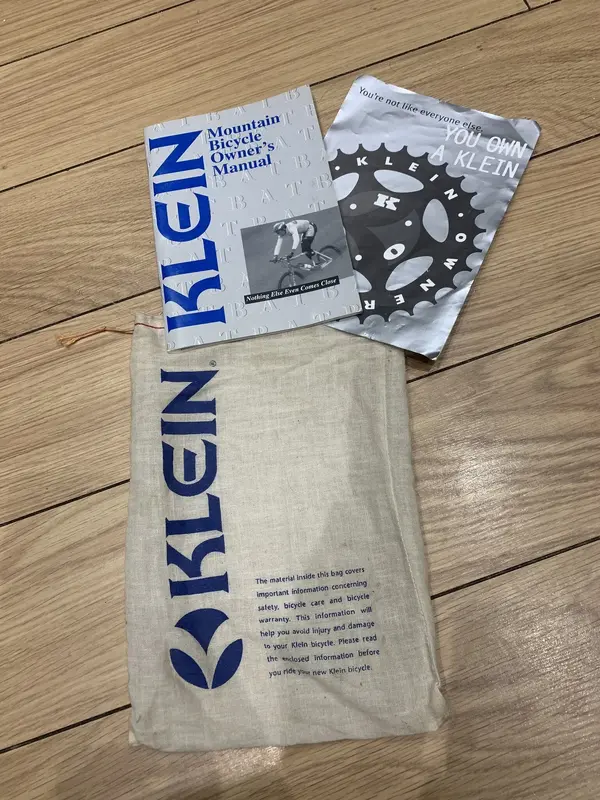 KLEIN
Mountain
Bicycle
Owner's
Manual
Nothing Else Even Comes Close
You're not like everyone else.
YOU OWN
A KLEIN
KLEIN · OWNER
K
KLEIN®
The material inside this bag covers
important information concerning
safety, bicycle care and bicycle
warranty. This information will
help you avoid injury and damage
to your Klein bicycle. Please read
the enclosed information before
you ride your new Klein bicycle.